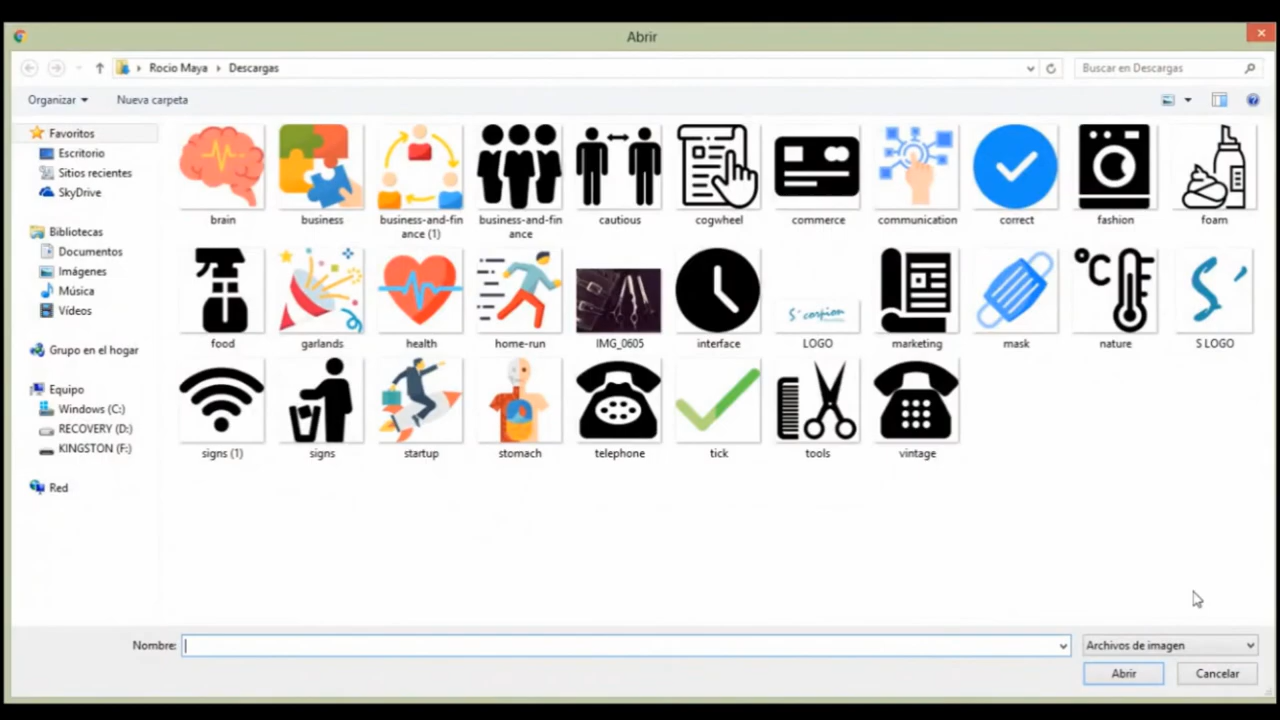 Abrir
Rocio Maya Descargas
Buscar en Descargas
Organizar
Nueva carpeta
Favoritos
Escritorio
Sitios recientes
SkyDrive
Bibliotecas
Documentos
Imágenes
Música
Vídeos
Grupo en el hogar
Equipo
Windows (C:)
RECOVERY (D:)
KINGSTON (F:)
Red
brain
business
business-and-fin
ance (1)
business-and-fin
ance
cautious
cogwheel
commerce
communication
correct
fashion
foam
food
garlands
health
home-run
IMG_0605
interface
S'corpion
LOGO
marketing
mask
°C
nature
S'
S LOGO
signs (1)
signs
startup
stomach
telephone
tick
tools
vintage
Nombre:
Archivos de imagen
Abrir
Cancelar